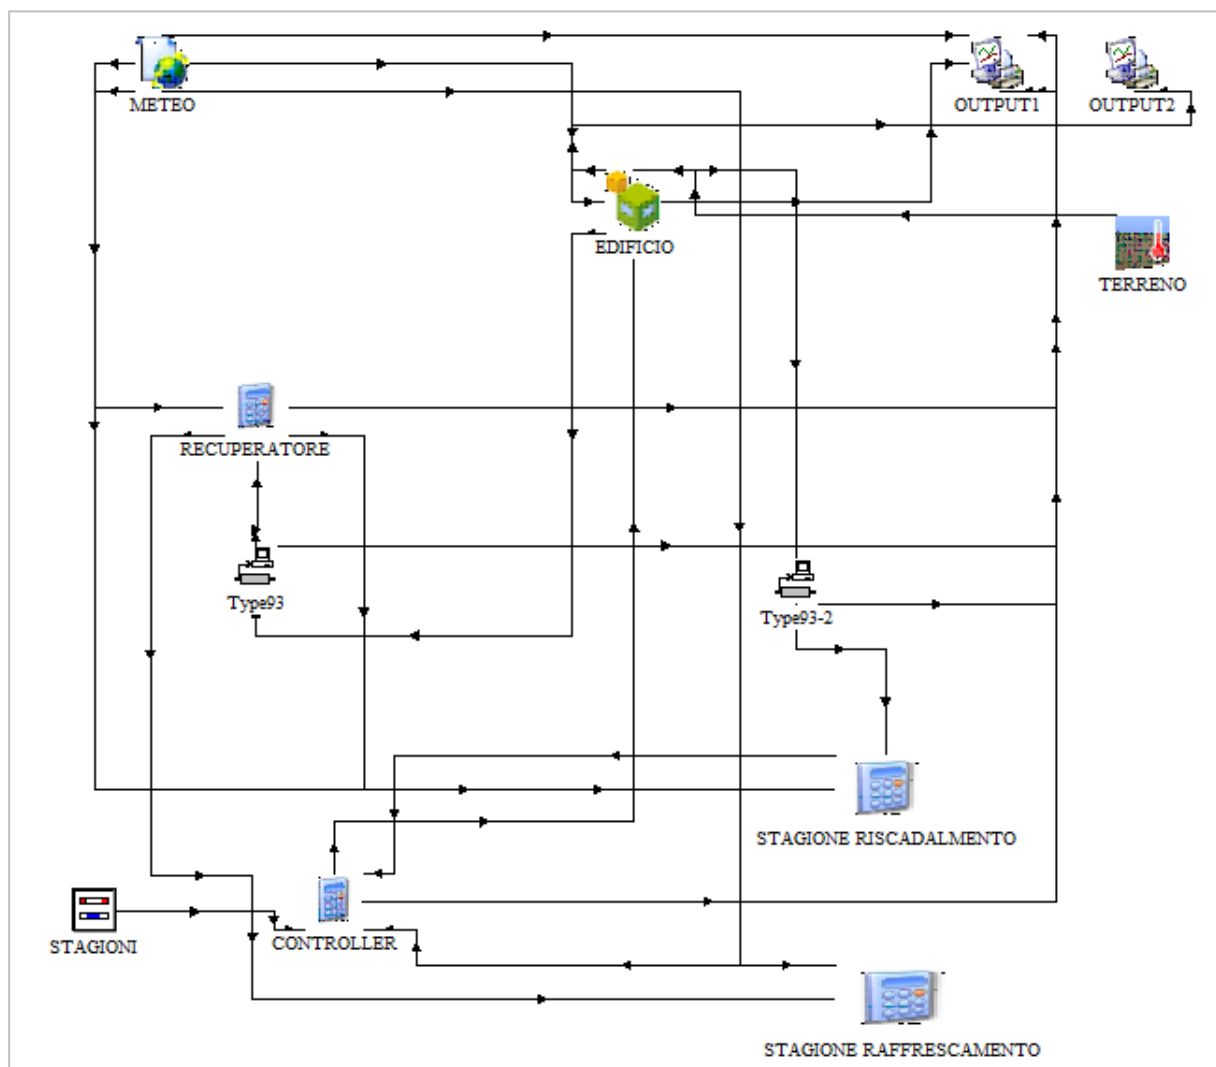 METEO
OUTPUT1
OUTPUT2
EDIFICIO
TERRENO
RECUPERATORE
Type93
Type93-2
STAGIONE RISCADALMENTO
STAGIONI
CONTROLLER
STAGIONE RAFFRESCAMENTO